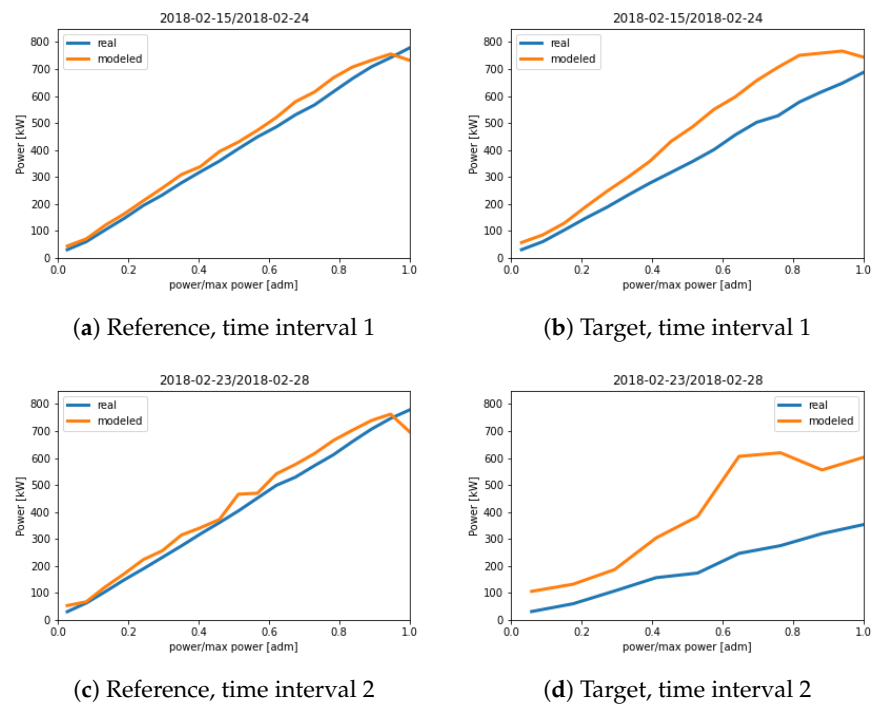 2018-02-15/2018-02-24
real
modeled
Power [kW]
800
700
600
500
400
300
200
100
0
0.0 0.2 0.4 0.6 0.8 1.0
power/max power [adm]
(a) Reference, time interval 1
2018-02-15/2018-02-24
real
modeled
Power [kW]
800
700
600
500
400
300
200
100
0
0.0 0.2 0.4 0.6 0.8 1.0
power/max power [adm]
(b) Target, time interval 1
2018-02-23/2018-02-28
real
modeled
Power [kW]
800
700
600
500
400
300
200
100
0
0.0 0.2 0.4 0.6 0.8 1.0
power/max power [adm]
(c) Reference, time interval 2
2018-02-23/2018-02-28
real
modeled
Power [kW]
800
700
600
500
400
300
200
100
0
0.0 0.2 0.4 0.6 0.8 1.0
power/max power [adm]
(d) Target, time interval 2